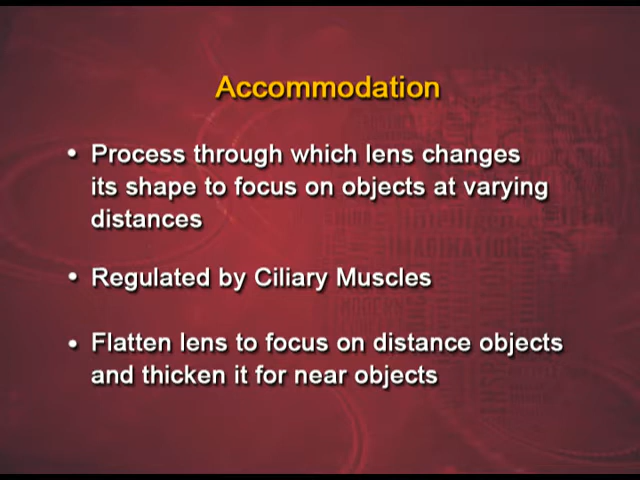 Accommodation
• Process through which lens changes
its shape to focus on objects at varying
distances
• Regulated by Ciliary Muscles
• Flatten lens to focus on distance objects
and thicken it for near objects
IMAGINATION